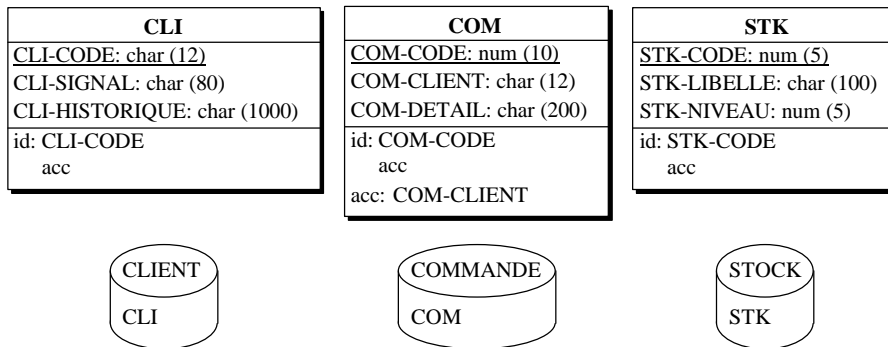 CLI
CLI-CODE: char (12)
CLI-SIGNAL: char (80)
CLI-HISTORIQUE: char (1000)
id: CLI-CODE
acc
COM
COM-CODE: num (10)
COM-CLIENT: char (12)
COM-DETAIL: char (200)
id: COM-CODE
acc
acc: COM-CLIENT
STK
STK-CODE: num (5)
STK-LIBELLE: char (100)
STK-NIVEAU: num (5)
id: STK-CODE
acc
CLIENT
CLI
COMMANDE
COM
STOCK
STK